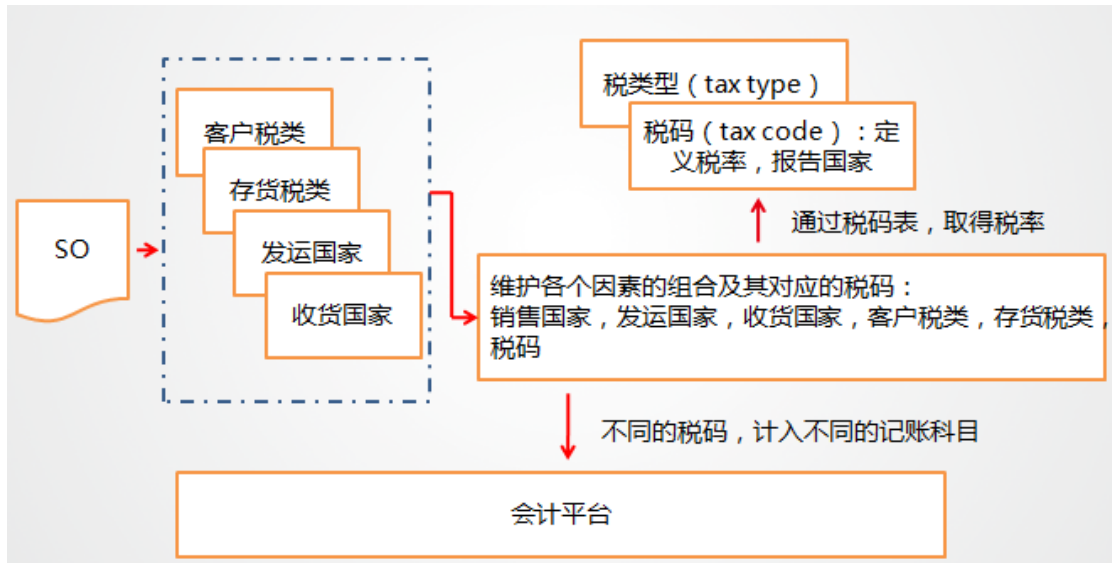 SO
客户税类
存货税类
发运国家
收货国家
税类型（tax type）
税码（tax code）：定
义税率，报告国家
通过税码表，取得税率
维护各个因素的组合及其对应的税码：
销售国家，发运国家，收货国家，客户税类，存货税类，
税码
不同的税码，计入不同的记账科目
会计平台